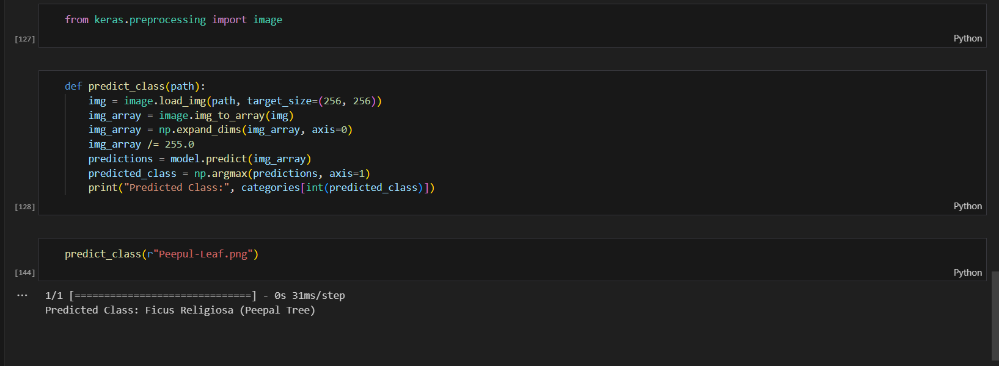 from keras.preprocessing import image
[127]
Python
def predict_class(path):
    img = image.load_img(path, target_size=(256, 256))
    img_array = image.img_to_array(img)
    img_array = np.expand_dims(img_array, axis=0)
    img_array /= 255.0
    predictions = model.predict(img_array)
    predicted_class = np.argmax(predictions, axis=1)
    print("Predicted Class:", categories[int(predicted_class)])
[128]
Python
predict_class(r"Peepul-Leaf.png")
[144]
Python
... 1/1 [==============================] - 0s 31ms/step
Predicted Class: Ficus Religiosa (Peepal Tree)